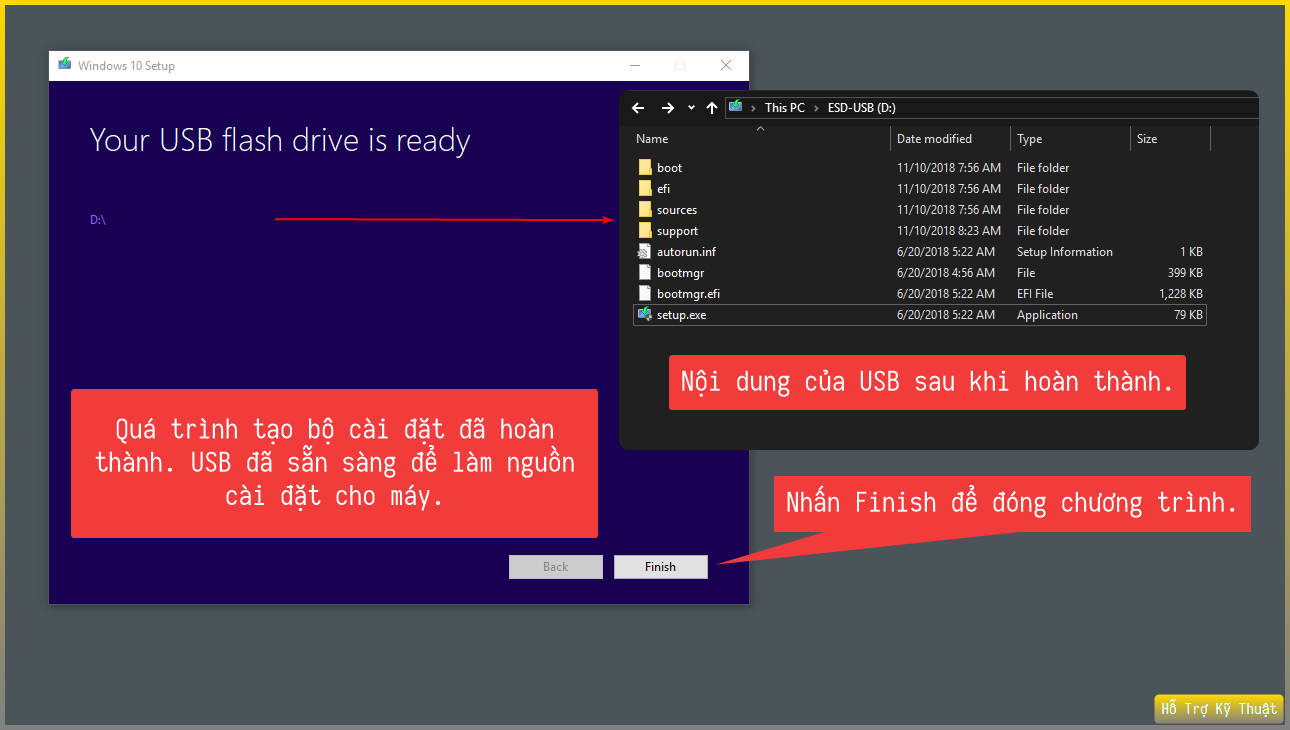 Windows 10 Setup
Your USB flash drive is ready
D:\
This PC > ESD-USB (D:)
Name Date modified Type Size
boot 11/10/2018 7:56 AM File folder
efi 11/10/2018 7:56 AM File folder
sources 11/10/2018 7:56 AM File folder
support 11/10/2018 8:23 AM File folder
autorun.inf 6/20/2018 5:22 AM Setup Information 1 KB
bootmgr 6/20/2018 4:56 AM File 399 KB
bootmgr.efi 6/20/2018 5:22 AM EFI File 1,228 KB
setup.exe 6/20/2018 5:22 AM Application 79 KB
Nội dung của USB sau khi hoàn thành.
Quá trình tạo bộ cài đặt đã hoàn
thành. USB đã sẵn sàng để làm nguồn
cài đặt cho máy.
Nhấn Finish để đóng chương trình.
Back
Finish
Hỗ Trợ Kỹ Thuật